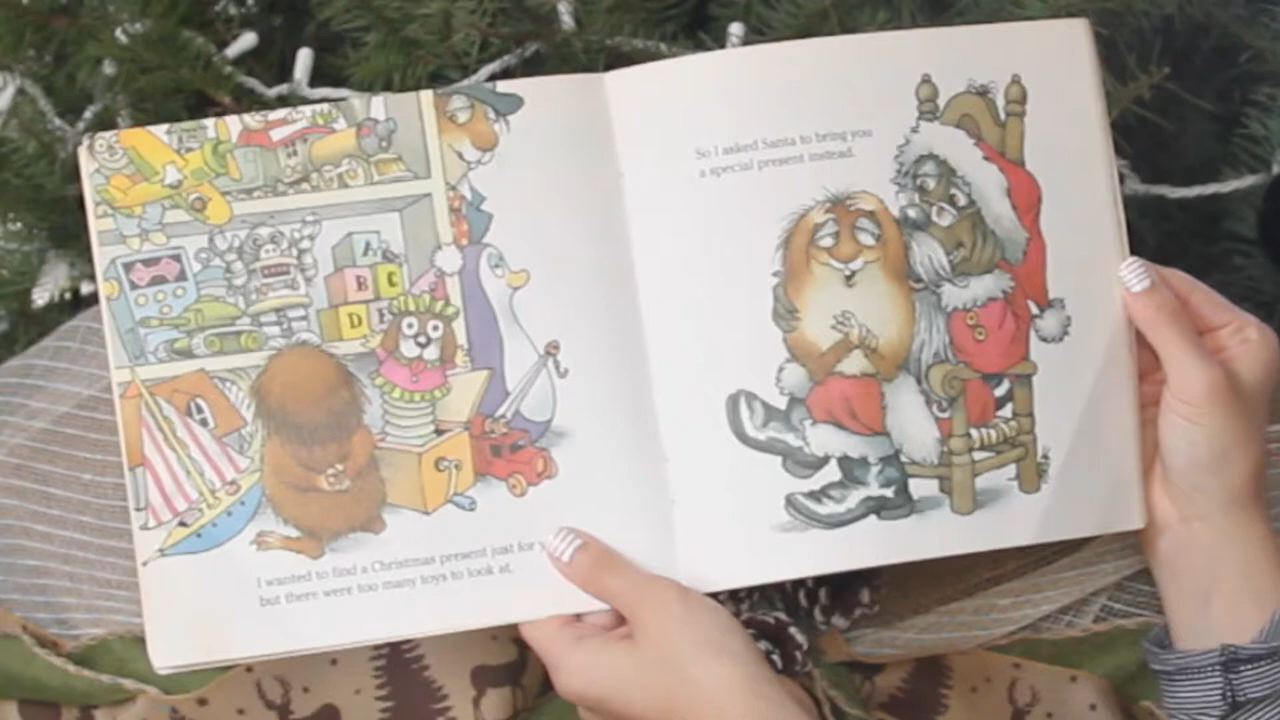 A
B C
D E
I wanted to find a Christmas present just for
but there were too many toys to look at,
So I asked Santa to bring you
a special present instead.